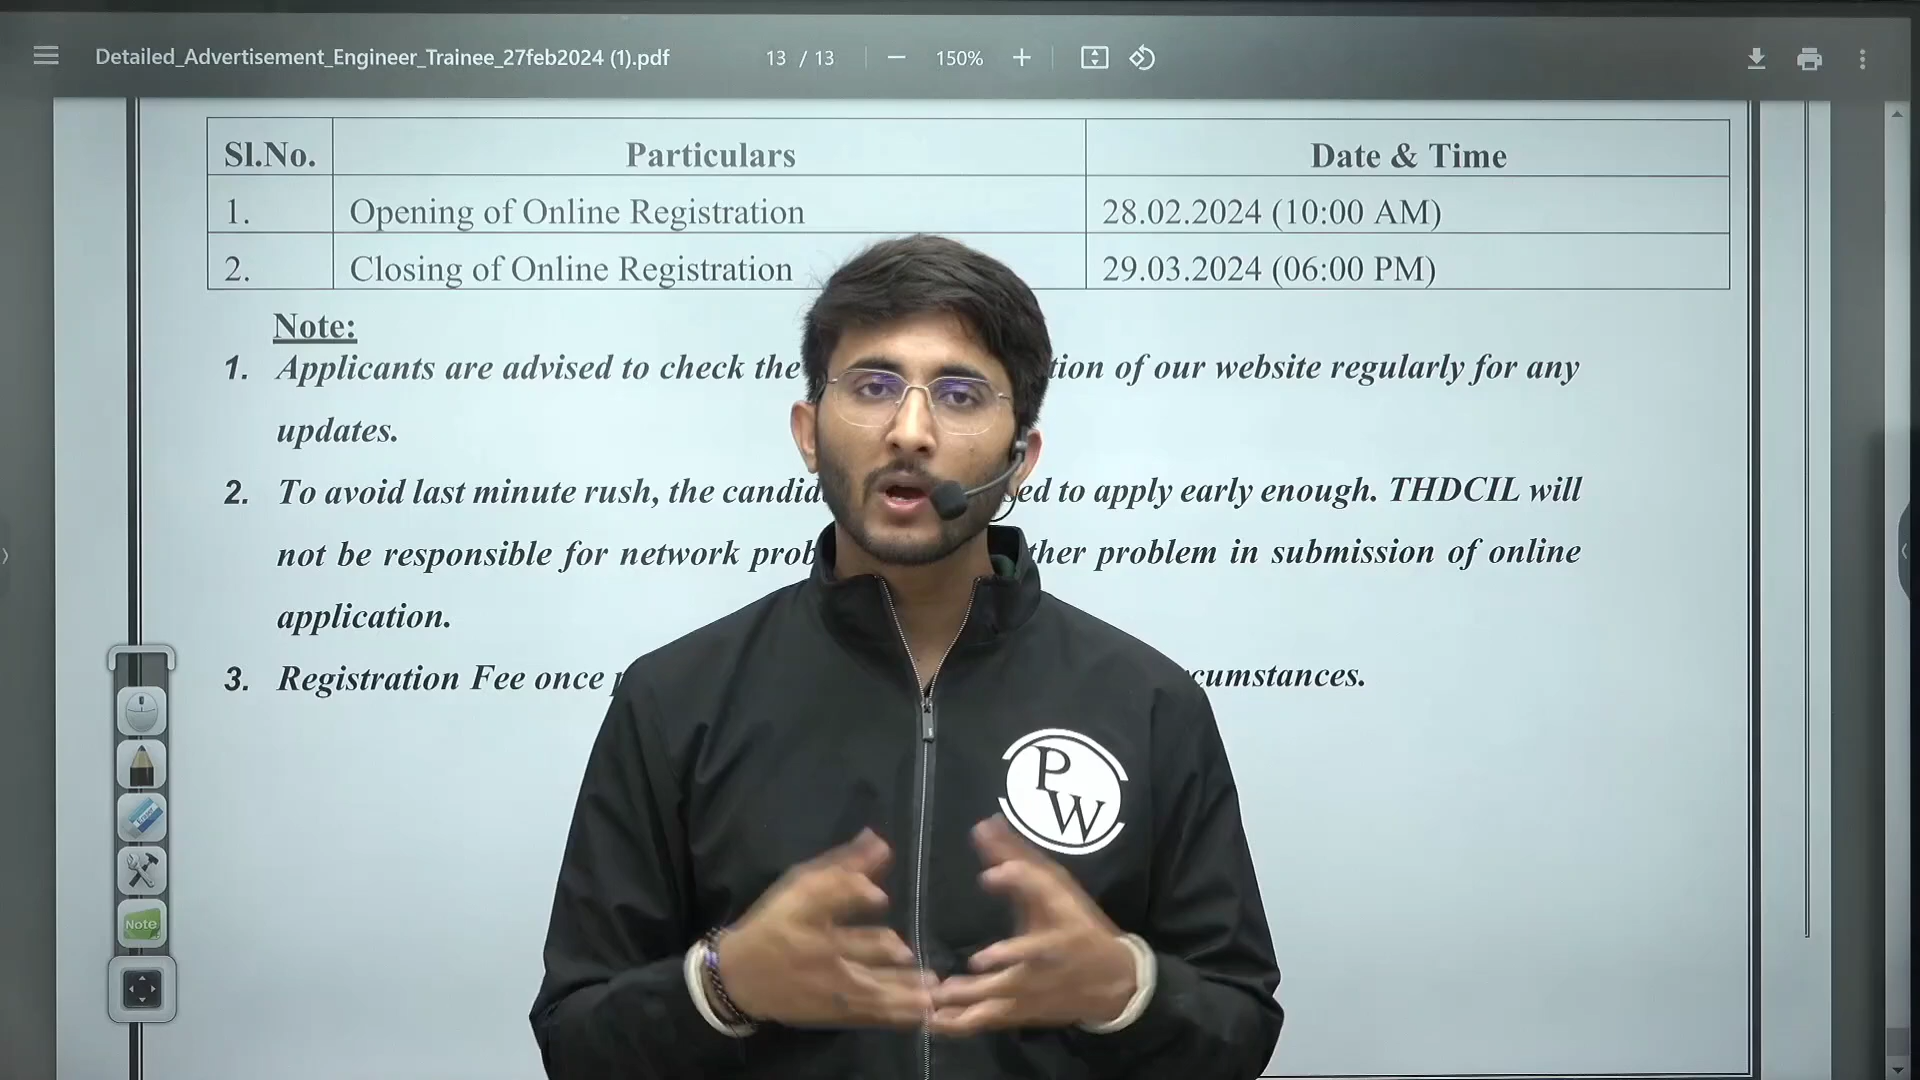 Detailed_Advertisement_Engineer_Trainee_27feb2024 (1).pdf 13 / 13 150%
Sl.No. Particulars Date & Time
1. Opening of Online Registration 28.02.2024 (10:00 AM)
2. Closing of Online Registration 29.03.2024 (06:00 PM)
Note:
1. Applicants are advised to check the tion of our website regularly for any
updates.
2. To avoid last minute rush, the candid ed to apply early enough. THDCIL will
not be responsible for network prob ther problem in submission of online
application.
3. Registration Fee once cumstances.
PW
Eraser
Note